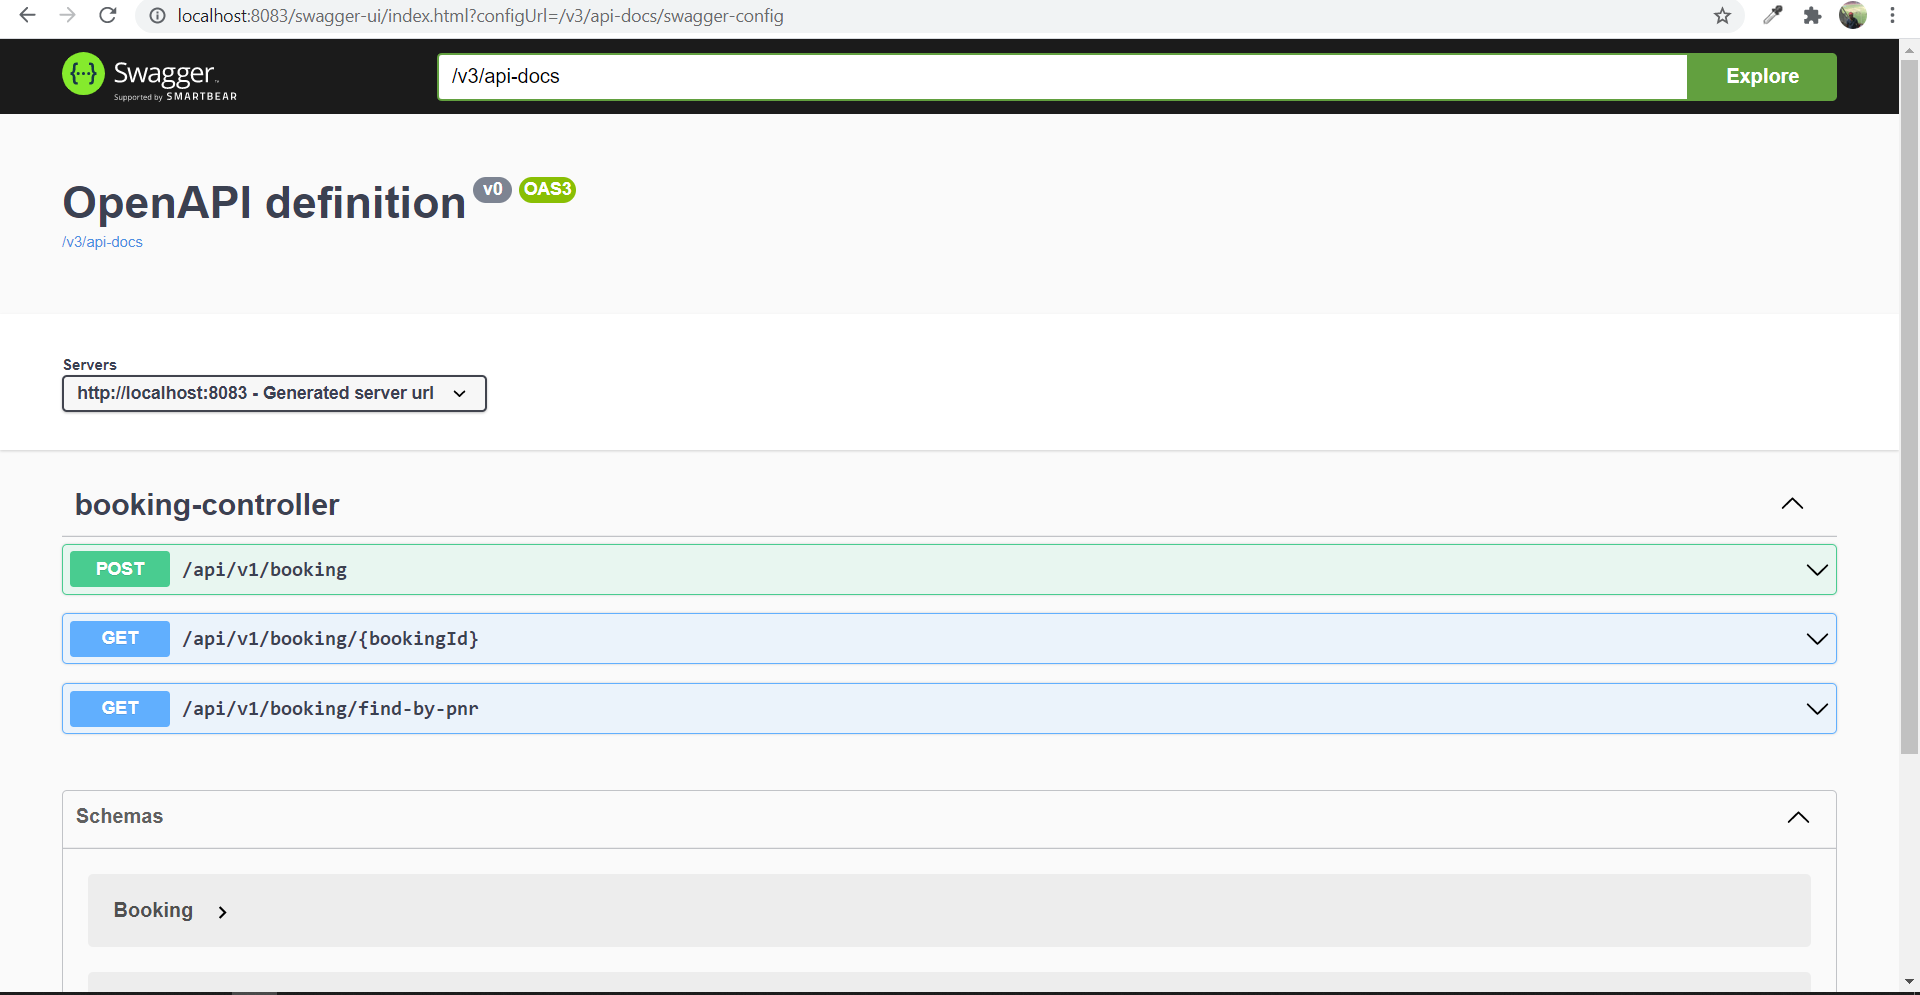 localhost:8083/swagger-ui/index.html?configUrl=/v3/api-docs/swagger-config
{···} Swagger™
Supported by SMARTBEAR
/v3/api-docs
Explore
OpenAPI definition v0 OAS3
/v3/api-docs
Servers
http://localhost:8083 - Generated server url
booking-controller
POST /api/v1/booking
GET /api/v1/booking/{bookingId}
GET /api/v1/booking/find-by-pnr
Schemas
Booking